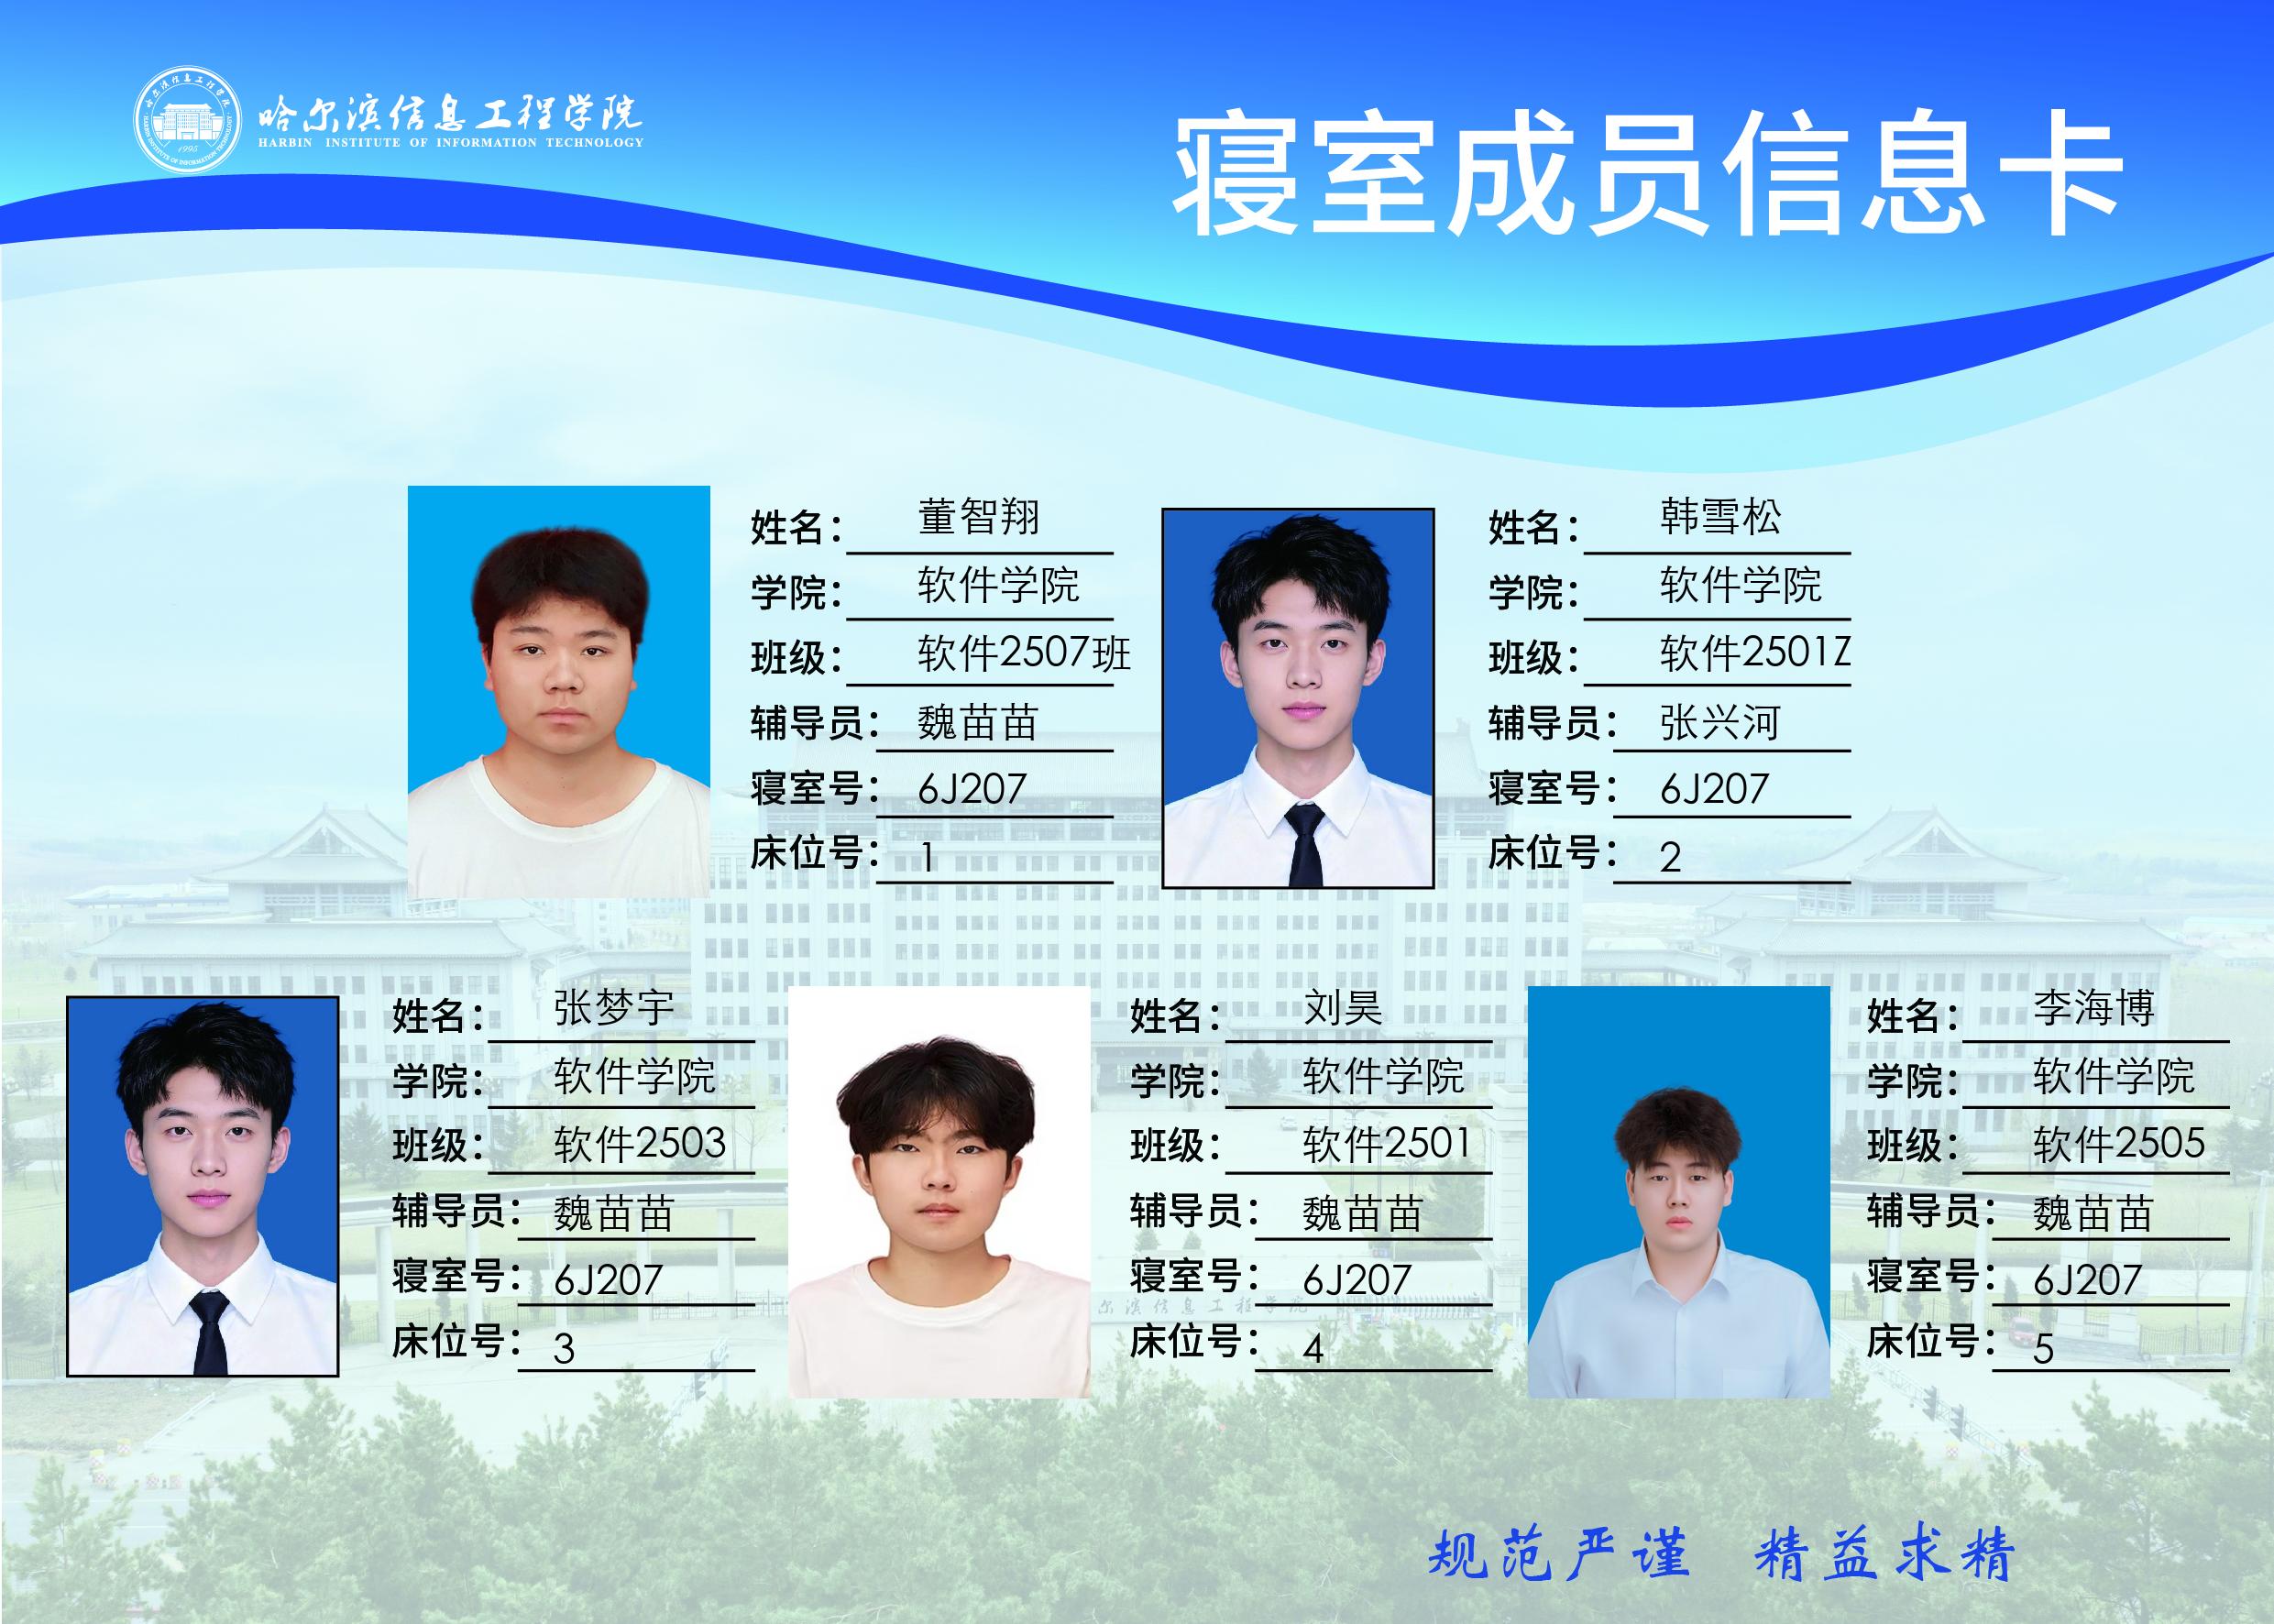 哈尔滨信息工程学院
HARBIN INSTITUTE OF INFORMATION TECHNOLOGY
1995
寝室成员信息卡
姓名： 董智翔
学院： 软件学院
班级： 软件2507班
辅导员： 魏苗苗
寝室号： 6J207
床位号： 1
姓名： 韩雪松
学院： 软件学院
班级： 软件2501Z
辅导员： 张兴河
寝室号： 6J207
床位号： 2
姓名： 张梦宇
学院： 软件学院
班级： 软件2503
辅导员： 魏苗苗
寝室号： 6J207
床位号： 3
姓名： 刘昊
学院： 软件学院
班级： 软件2501
辅导员： 魏苗苗
寝室号： 6J207
床位号： 4
姓名： 李海博
学院： 软件学院
班级： 软件2505
辅导员： 魏苗苗
寝室号： 6J207
床位号： 5
尔滨信息工程学院
规范严谨 精益求精